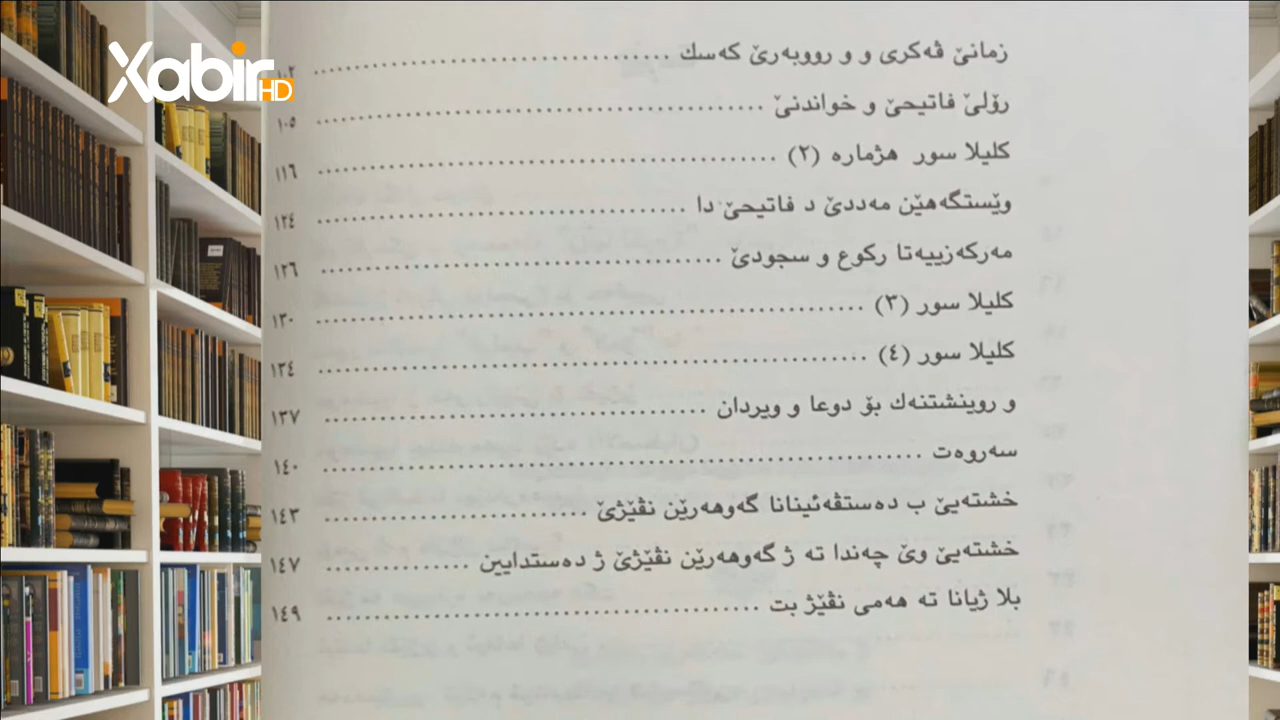 Xabir HD
زمانێ ڤەکری و و رووبەرێ کەسك ........ ١٠٢
رۆلێ فاتیحێ و خواندنێ ........ ١٠٥
کلیلا سور هژمارە (٢) ........ ١١٦
وێستگەهێن مەددێ د فاتیحێ دا ........ ١٢٤
مەرکەزییەتا رکوع و سجودێ ........ ١٢٦
کلیلا سور (٣) ........ ١٣٠
کلیلا سور (٤) ........ ١٣٤
و روینشتنەك بۆ دوعا و ویردان ........ ١٣٧
سەروەت ........ ١٤٠
خشتەیێ ب دەستڤەئینانا گەوهەرێن نڤێژێ ........ ١٤٣
خشتەیێ وێ چەندا تە ژ گەوهەرێن نڤێژێ ژ دەستدایین ........ ١٤٧
بلا ژیانا تە هەمی نڤێژ بت ........ ١٤٩